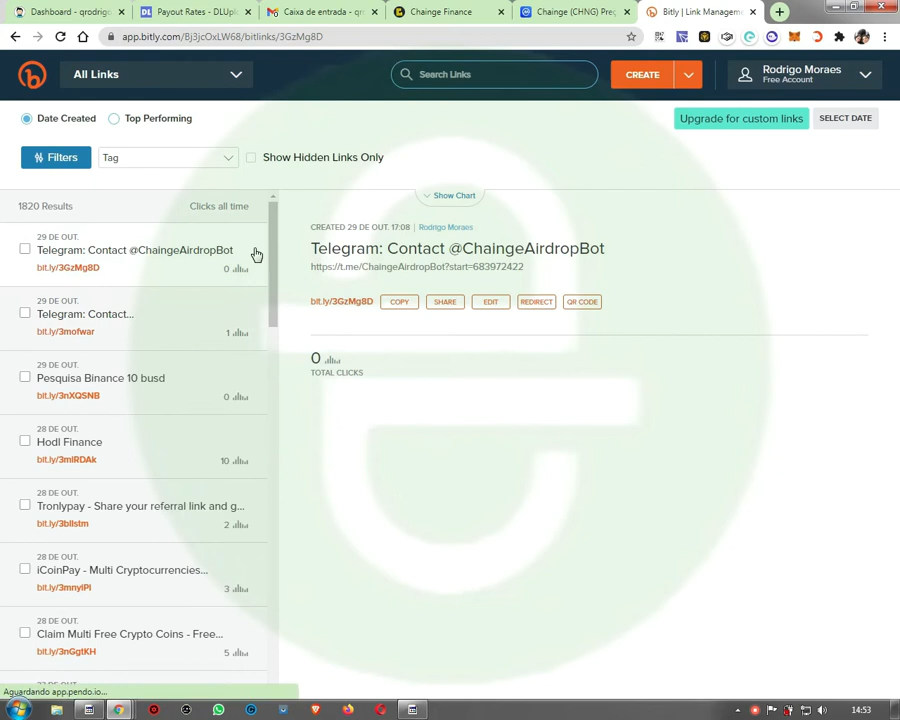 Dashboard - qrodrigo
Payout Rates - DLUplo
Caixa de entrada - qro
Chainge Finance
Chainge (CHNG) Preç
Bitly | Link Managem
app.bitly.com/Bj3jcOxLW68/bitlinks/3GzMg8D
All Links
Search Links
CREATE
Rodrigo Moraes
Free Account
Date Created
Top Performing
Upgrade for custom links
SELECT DATE
Filters
Tag
Show Hidden Links Only
1820 Results
Clicks all time
Show Chart
29 DE OUT.
Telegram: Contact @ChaingeAirdropBot
bit.ly/3GzMg8D
0
29 DE OUT.
Telegram: Contact...
bit.ly/3mofwar
1
29 DE OUT.
Pesquisa Binance 10 busd
bit.ly/3nXQSNB
0
28 DE OUT.
Hodl Finance
bit.ly/3mIRDAk
10
28 DE OUT.
Tronlypay - Share your referral link and g...
bit.ly/3bIIstm
2
28 DE OUT.
iCoinPay - Multi Cryptocurrencies...
bit.ly/3mnyIPI
3
28 DE OUT.
Claim Multi Free Crypto Coins - Free...
bit.ly/3nGgtKH
5
CREATED 29 DE OUT. 17:08 | Rodrigo Moraes
Telegram: Contact @ChaingeAirdropBot
https://t.me/ChaingeAirdropBot?start=683972422
bit.ly/3GzMg8D
COPY
SHARE
EDIT
REDIRECT
QR CODE
0
TOTAL CLICKS
Aguardando app.pendo.io...
14:53